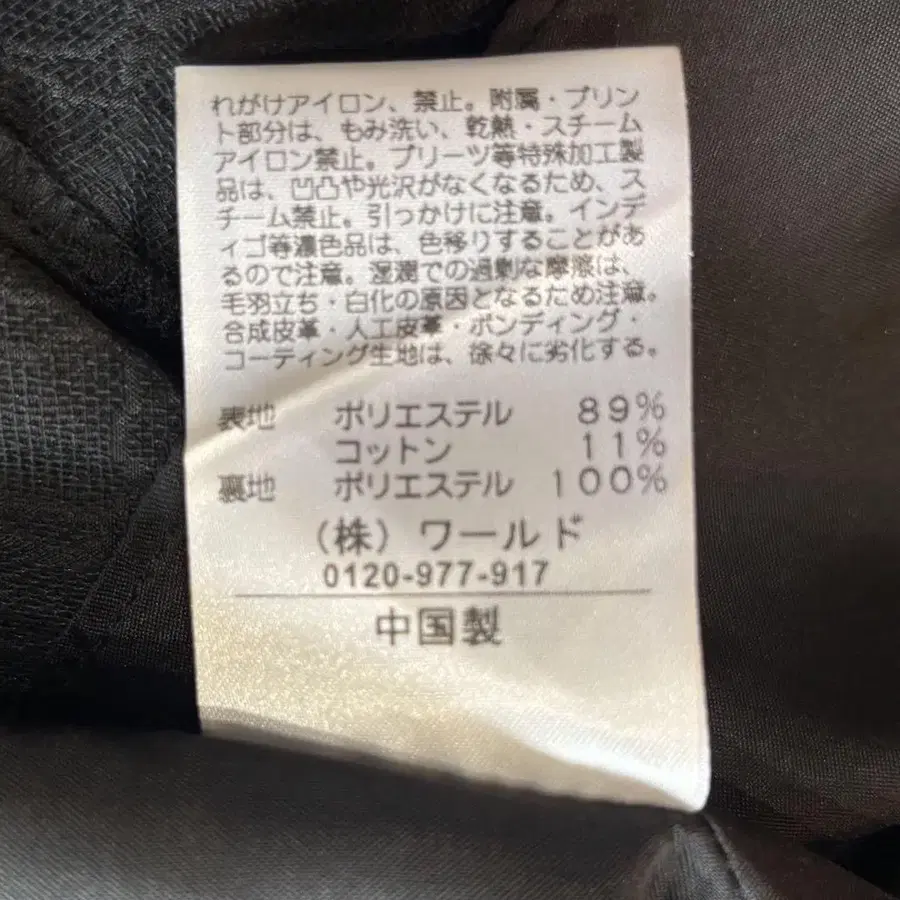 れがけアイロン、禁止。附属・プリン
ト部分は、もみ洗い、乾熱・スチーム
アイロン禁止。プリーツ等特殊加工製
品は、凹凸や光沢がなくなるため、ス
チーム禁止。引っかけに注意。インデ
ィゴ等濃色品は、色移りすることがあ
るので注意。湿潤での過剰な摩擦は、
毛羽立ち・白化の原因となるため注意。
合成皮革・人工皮革・ボンディング・
コーティング生地は、徐々に劣化する。
表地 ポリエステル 89%
コットン 11%
裏地 ポリエステル 100%
(株)ワールド
0120-977-917
中国製